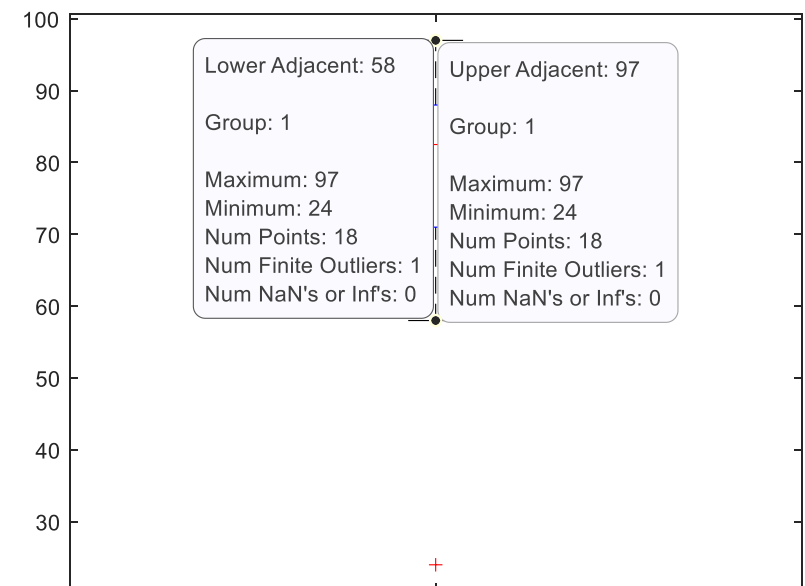 100
90
80
70
60
50
40
30
Lower Adjacent: 58
Group: 1
Maximum: 97
Minimum: 24
Num Points: 18
Num Finite Outliers: 1
Num NaN's or Inf's: 0
Upper Adjacent: 97
Group: 1
Maximum: 97
Minimum: 24
Num Points: 18
Num Finite Outliers: 1
Num NaN's or Inf's: 0